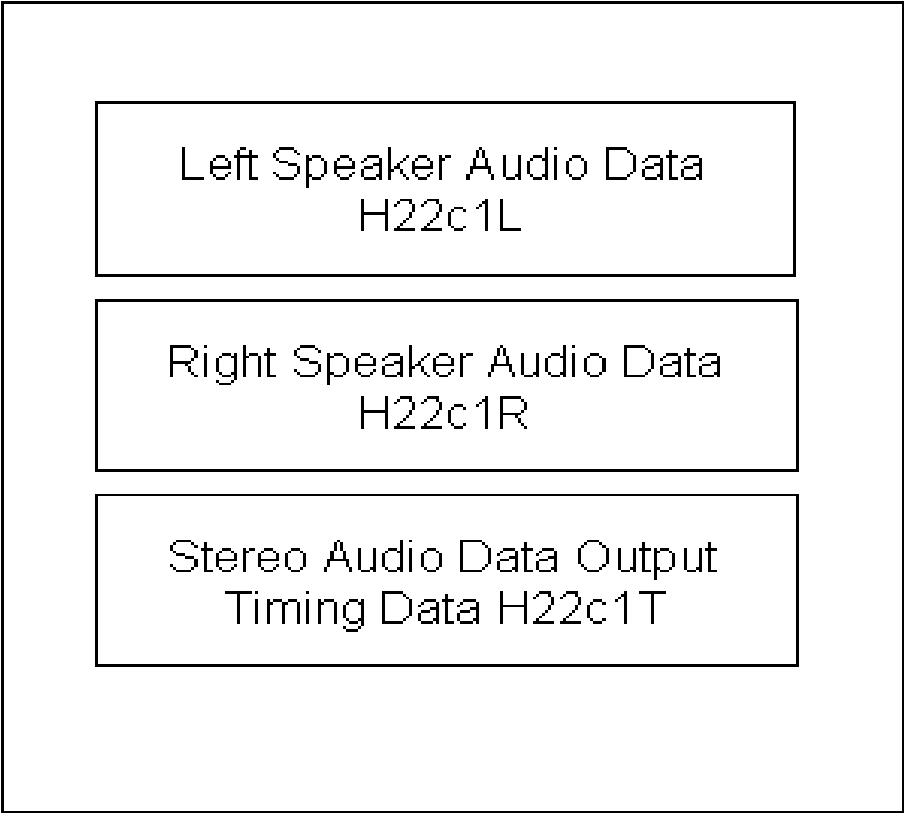 Left Speaker Audio Data
H22c1L
Right Speaker Audio Data
H22c1R
Stereo Audio Data Output
Timing Data H22c1T